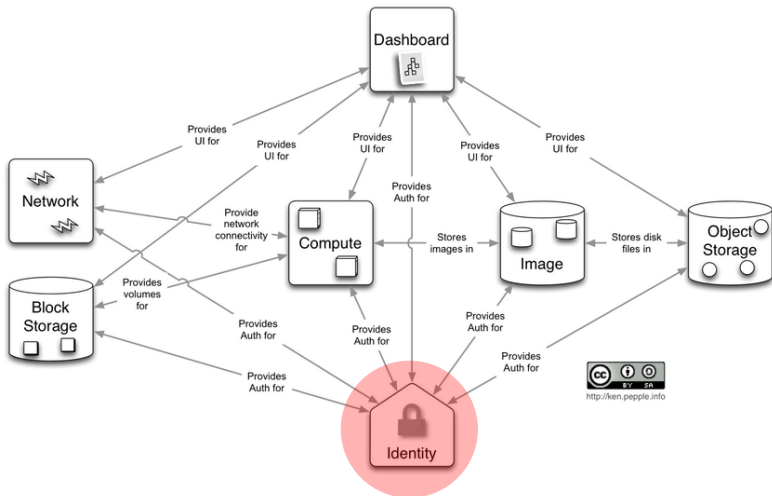 Dashboard
Provides
UI for
Provides
UI for
Provides
UI for
Provides
UI for
Provides
UI for
Provides
Auth for
Network
Provide
network
connectivity
for
Compute
Stores
images in
Image
Stores disk
files in
Object
Storage
Block
Storage
Provides
volumes
for
Provides
Auth for
Provides
Auth for
Provides
Auth for
Provides
Auth for
Provides
Auth for
Identity
cc
BY SA
http://ken.pepple.info